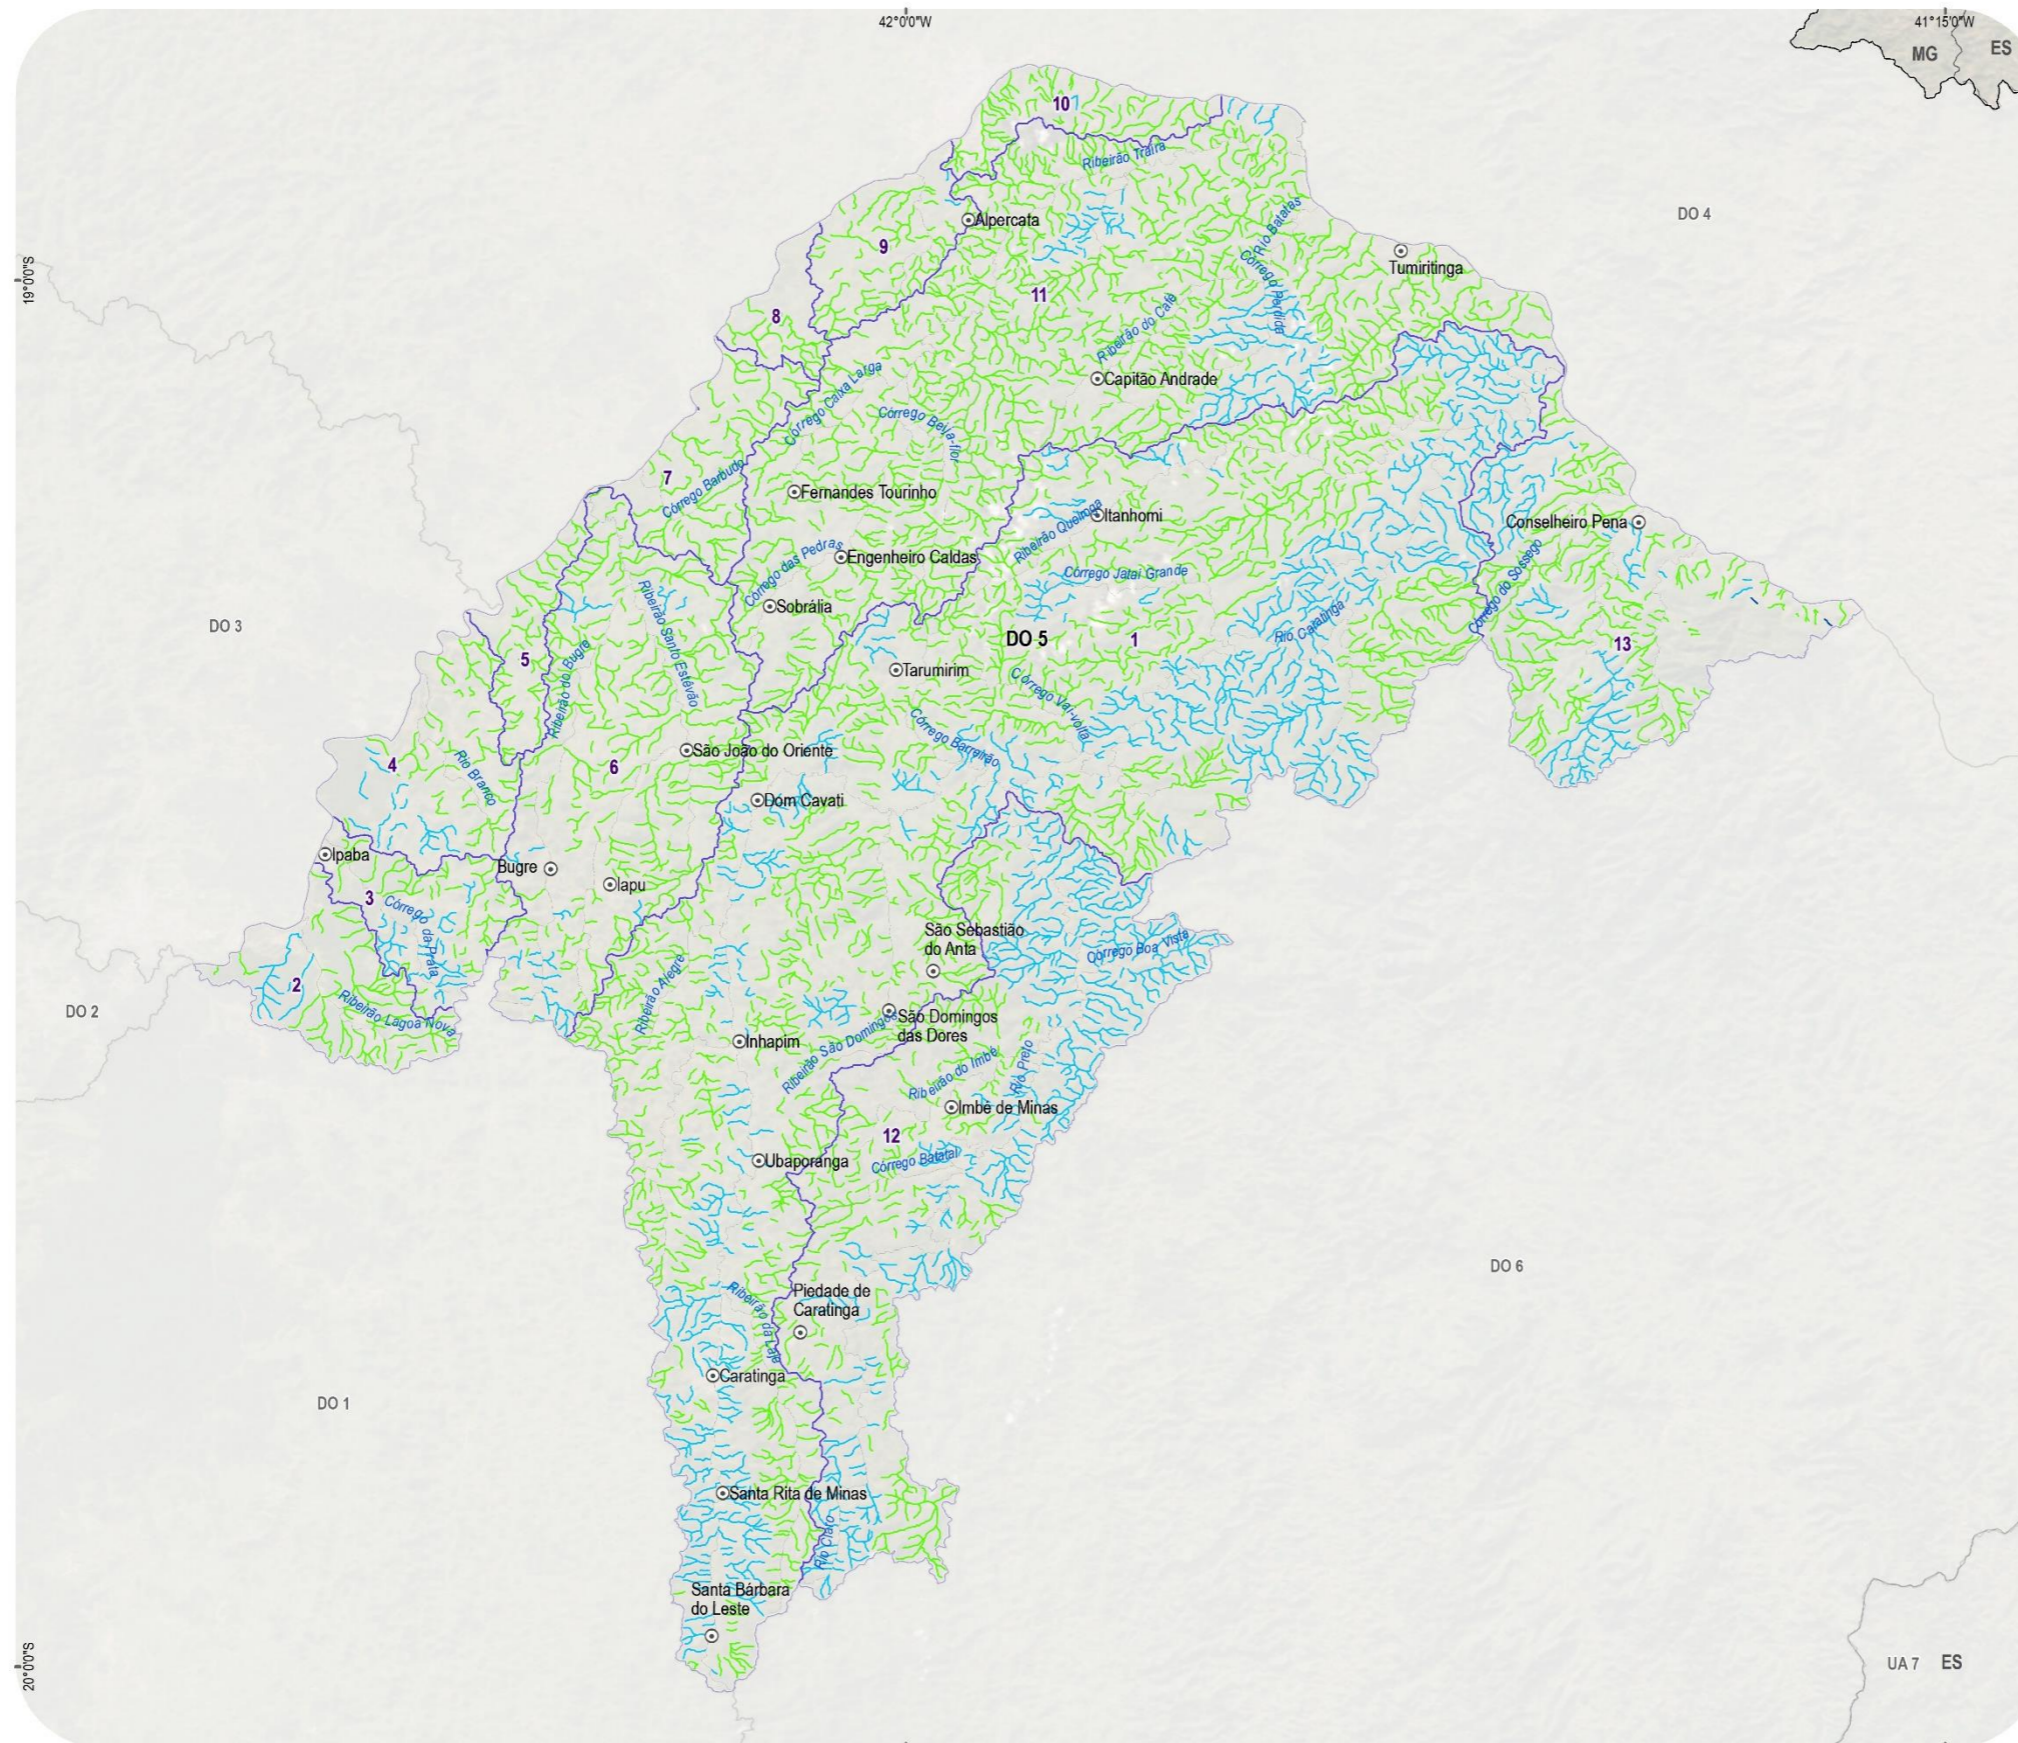 42°0'0"W
41°15'0"W
MG
ES
10
Ribeirão Traíra
DO 4
Rio Batatas
Alpercata
9
Córrego Perdida
Tumiritinga
19°0'0"S
11
8
Ribeirão do Café
Córrego Caixa Larga
Capitão Andrade
Córrego Beija-flor
7
Córrego Barbudo
Fernandes Tourinho
Ribeirão Queiroga
Itanhomi
Conselheiro Pena
Córrego das Pedras
Engenheiro Caldas
Córrego Jataí Grande
Córrego do Sossego
Sobrália
Ribeirão Santo Estévão
Rio Caratinga
DO 3
DO 5
1
13
5
Ribeirão do Bugre
Tarumirim
Córrego Vai-volta
Córrego Barreirão
São João do Oriente
4
Rio Branco
6
Dom Cavati
Ipaba
Bugre
Iapu
3
Córrego da Prata
São Sebastião
do Anta
Córrego Boa Vista
2
Ribeirão Alegre
Ribeirão Lagoa Nova
DO 2
São Domingos
das Dores
Inhapim
Ribeirão São Domingos
Ribeirão do Imbé
Rio Preto
Imbé de Minas
12
Ubaporanga
Córrego Batatal
DO 6
Ribeirão da Laje
Piedade de
Caratinga
Caratinga
DO 1
Santa Rita de Minas
Rio Claro
Santa Bárbara
do Leste
20°0'0"S
UA 7
ES